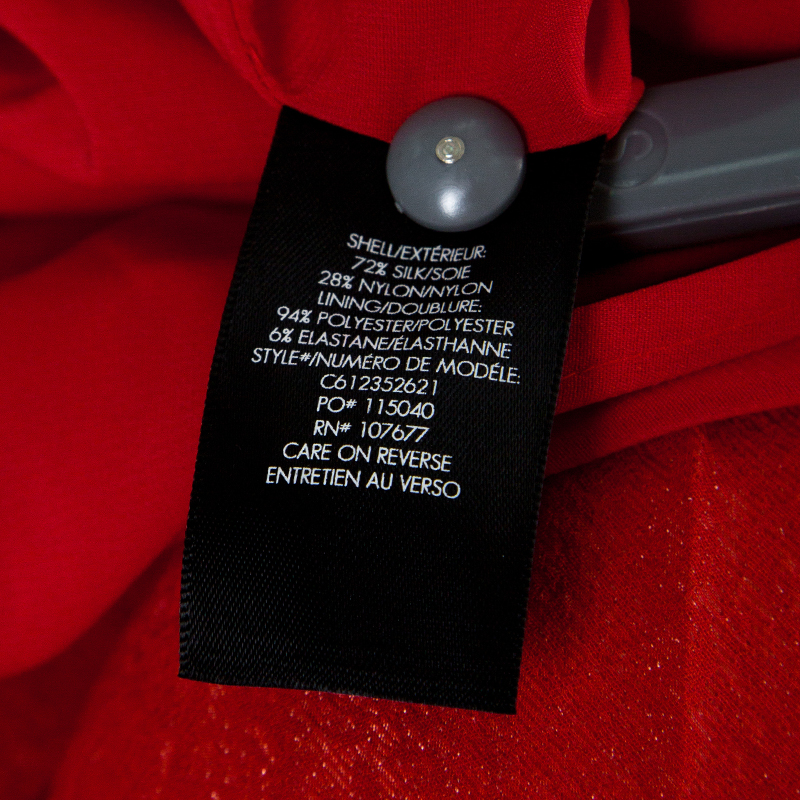 SHELL/EXTÉRIEUR:
72% SILK/SOIE
28% NYLON/NYLON
LINING/DOUBLURE:
94% POLYESTER/POLYESTER
6% ELASTANE/ÉLASTHANNE
STYLE#/NUMÉRO DE MODÉLE:
C612352621
PO# 115040
RN# 107677
CARE ON REVERSE
ENTRETIEN AU VERSO